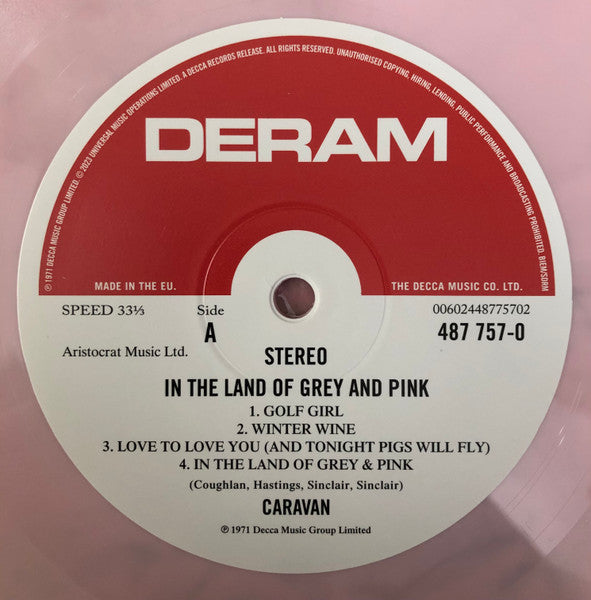 ℗ 1971 DECCA MUSIC GROUP LIMITED. © 2023 UNIVERSAL MUSIC OPERATIONS LIMITED. A DECCA RECORDS RELEASE. ALL RIGHTS RESERVED. UNAUTHORISED COPYING, HIRING, LENDING, PUBLIC PERFORMANCE AND BROADCASTING PROHIBITED. BIEM/SDRM
DERAM
MADE IN THE EU.
THE DECCA MUSIC CO. LTD.
SPEED 33⅓
Side
00602448775702
A
487 757-0
Aristocrat Music Ltd.
STEREO
IN THE LAND OF GREY AND PINK
1. GOLF GIRL
2. WINTER WINE
3. LOVE TO LOVE YOU (AND TONIGHT PIGS WILL FLY)
4. IN THE LAND OF GREY & PINK
(Coughlan, Hastings, Sinclair, Sinclair)
CARAVAN
℗ 1971 Decca Music Group Limited